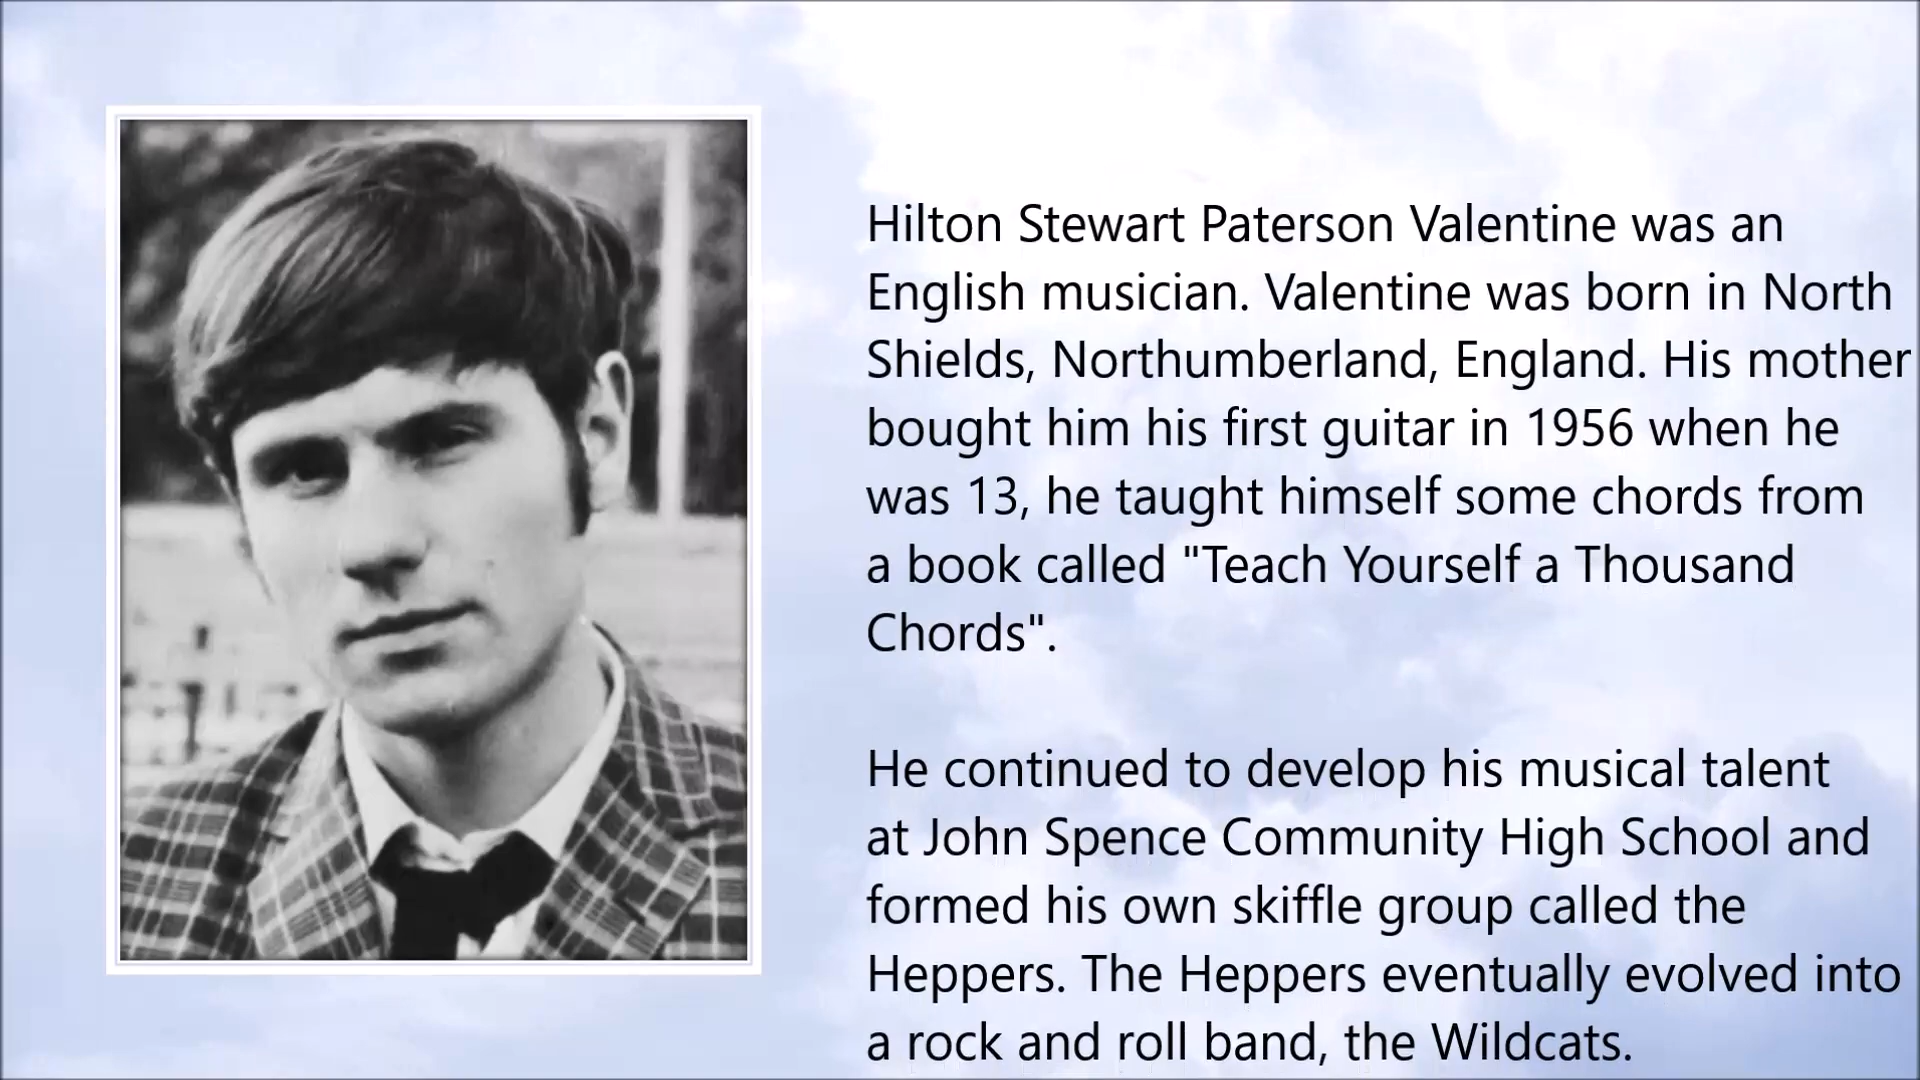 Hilton Stewart Paterson Valentine was an
English musician. Valentine was born in North
Shields, Northumberland, England. His mother
bought him his first guitar in 1956 when he
was 13, he taught himself some chords from
a book called "Teach Yourself a Thousand
Chords".
He continued to develop his musical talent
at John Spence Community High School and
formed his own skiffle group called the
Heppers. The Heppers eventually evolved into
a rock and roll band, the Wildcats.